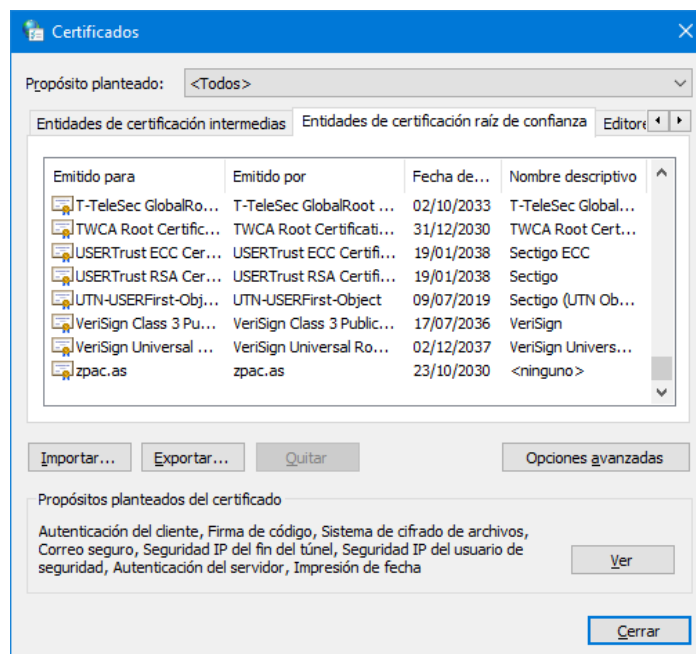 Certificados
Propósito planteado: <Todos>
Entidades de certificación intermedias Entidades de certificación raíz de confianza Editore
Emitido para Emitido por Fecha de... Nombre descriptivo
T-TeleSec GlobalRo... T-TeleSec GlobalRoot ... 02/10/2033 T-TeleSec Global...
TWCA Root Certific... TWCA Root Certificati... 31/12/2030 TWCA Root Cert...
USERTrust ECC Cer... USERTrust ECC Certifi... 19/01/2038 Sectigo ECC
USERTrust RSA Cer... USERTrust RSA Certifi... 19/01/2038 Sectigo
UTN-USERFirst-Obj... UTN-USERFirst-Object 09/07/2019 Sectigo (UTN Ob...
VeriSign Class 3 Pu... VeriSign Class 3 Public... 17/07/2036 VeriSign
VeriSign Universal ... VeriSign Universal Ro... 02/12/2037 VeriSign Univers...
zpac.as zpac.as 23/10/2030 <ninguno>
Importar... Exportar... Quitar Opciones avanzadas
Propósitos planteados del certificado
Autenticación del cliente, Firma de código, Sistema de cifrado de archivos,
Correo seguro, Seguridad IP del fin del túnel, Seguridad IP del usuario de
seguridad, Autenticación del servidor, Impresión de fecha
Ver
Cerrar